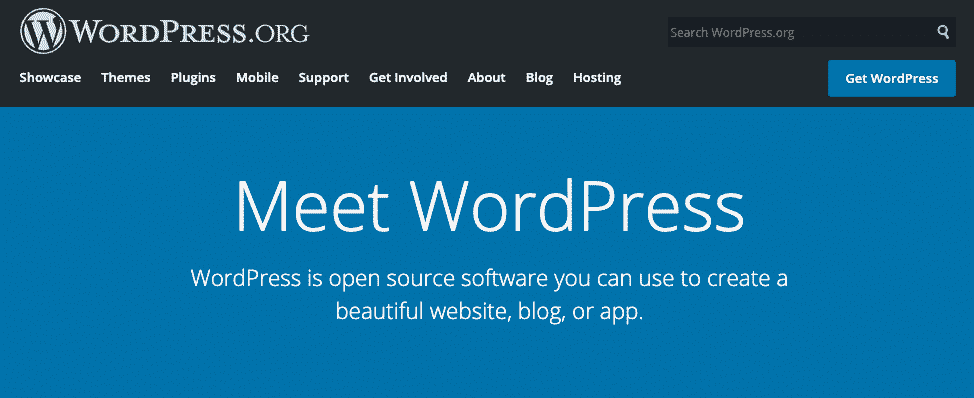 WORDPRESS.ORG
Search WordPress.org
Showcase Themes Plugins Mobile Support Get Involved About Blog Hosting
Get WordPress
Meet WordPress
WordPress is open source software you can use to create a
beautiful website, blog, or app.